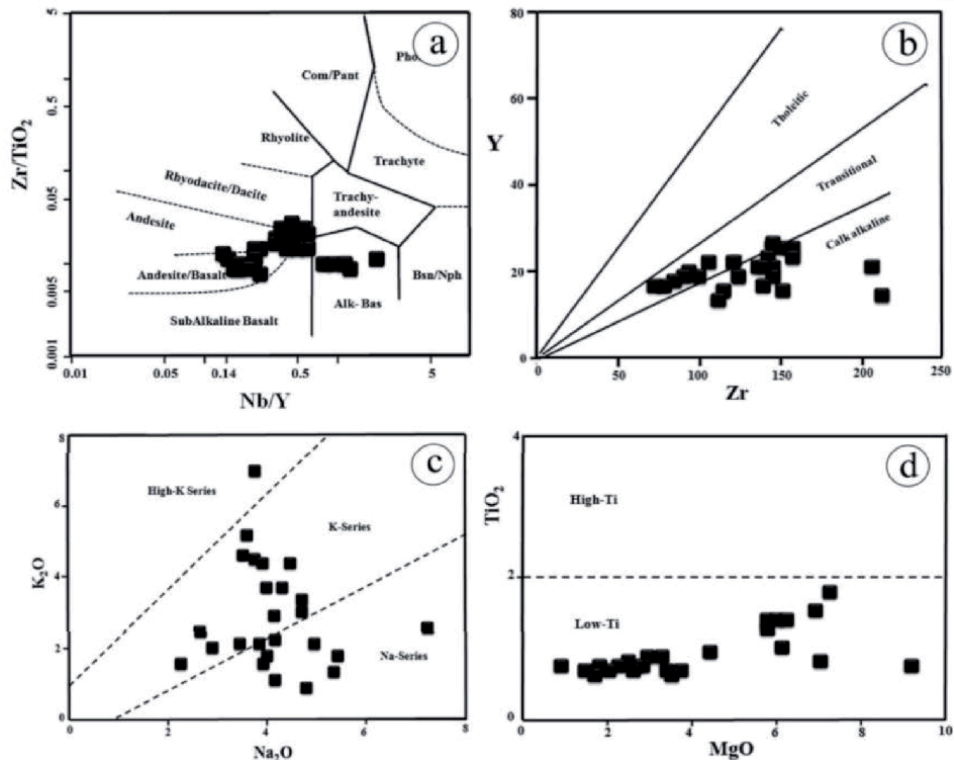 a
Zr/TiO2
5
0.5
0.05
0.005
0.001
Com/Pant
Rhyolite
Trachyte
Rhyodacite/Dacite
Trachy-
andesite
Andesite
Andesite/Basalt
Bsn/Nph
Alk- Bas
SubAlkaline Basalt
0.01
0.05
0.14
0.5
5
Nb/Y
b
Y
80
60
40
20
0
Tholeitic
Transitional
Calk alkaline
0
50
100
150
200
250
Zr
c
K2O
8
6
4
2
0
High-K Series
K-Series
Na-Series
2
4
6
8
Na2O
d
TiO2
4
2
0
High-Ti
Low-Ti
0
2
4
6
8
10
MgO